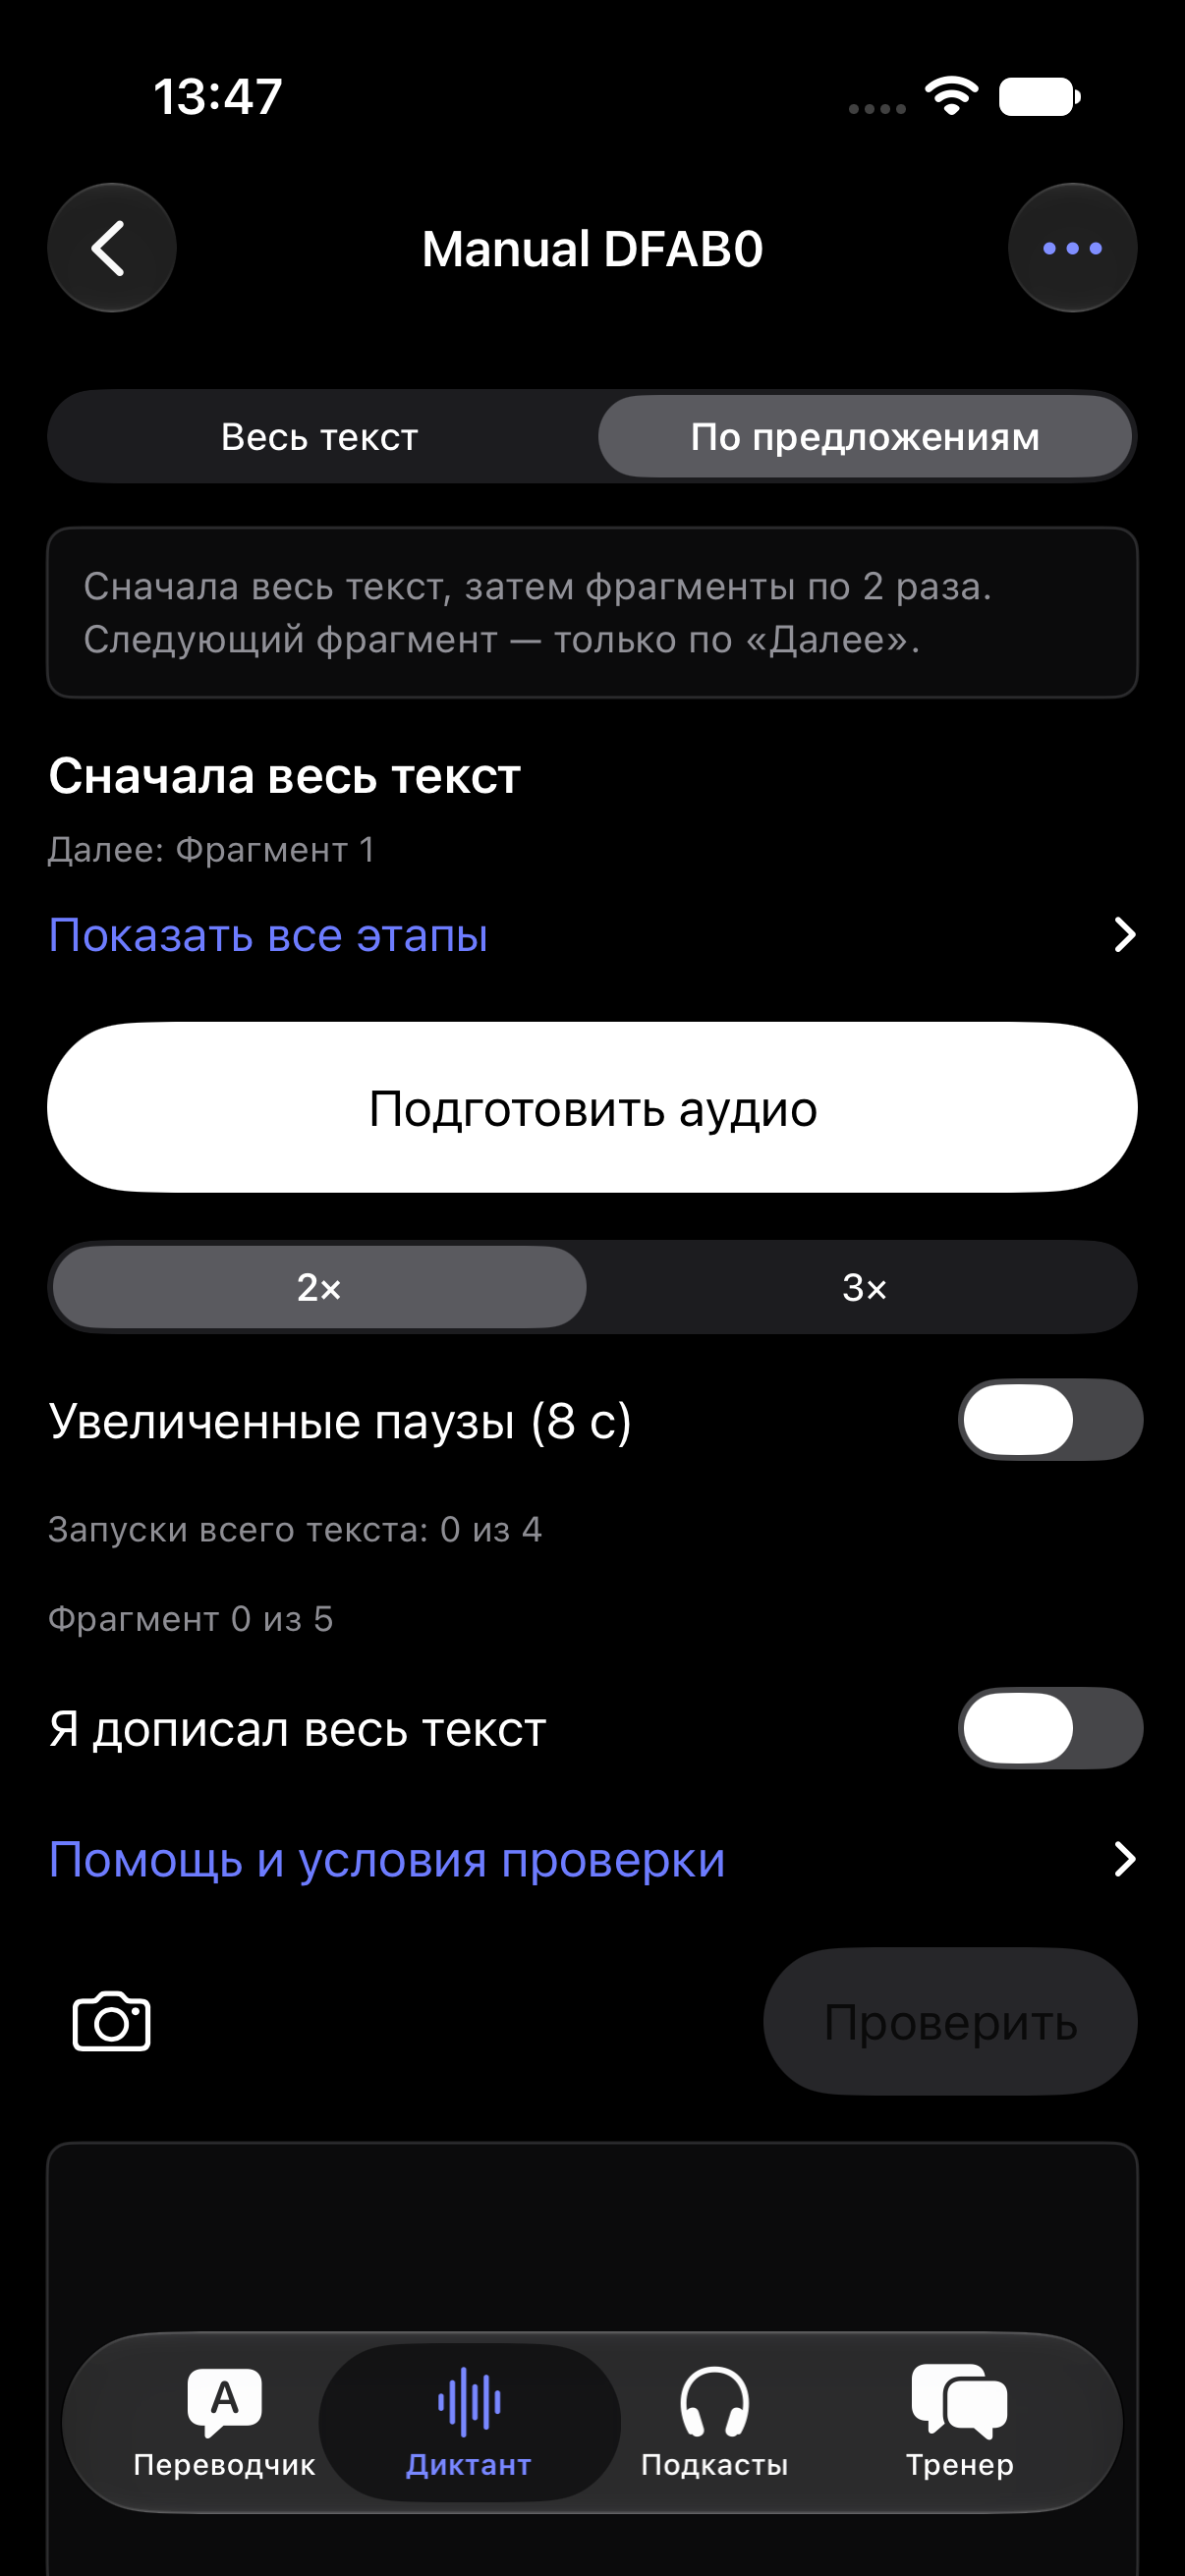 13:47
Manual DFAB0
Весь текст
По предложениям
Сначала весь текст, затем фрагменты по 2 раза.
Следующий фрагмент — только по «Далее».
Сначала весь текст
Далее: Фрагмент 1
Показать все этапы
Подготовить аудио
2×
3×
Увеличенные паузы (8 с)
Запуски всего текста: 0 из 4
Фрагмент 0 из 5
Я дописал весь текст
Помощь и условия проверки
Проверить
A
Переводчик
Диктант
Подкасты
Тренер